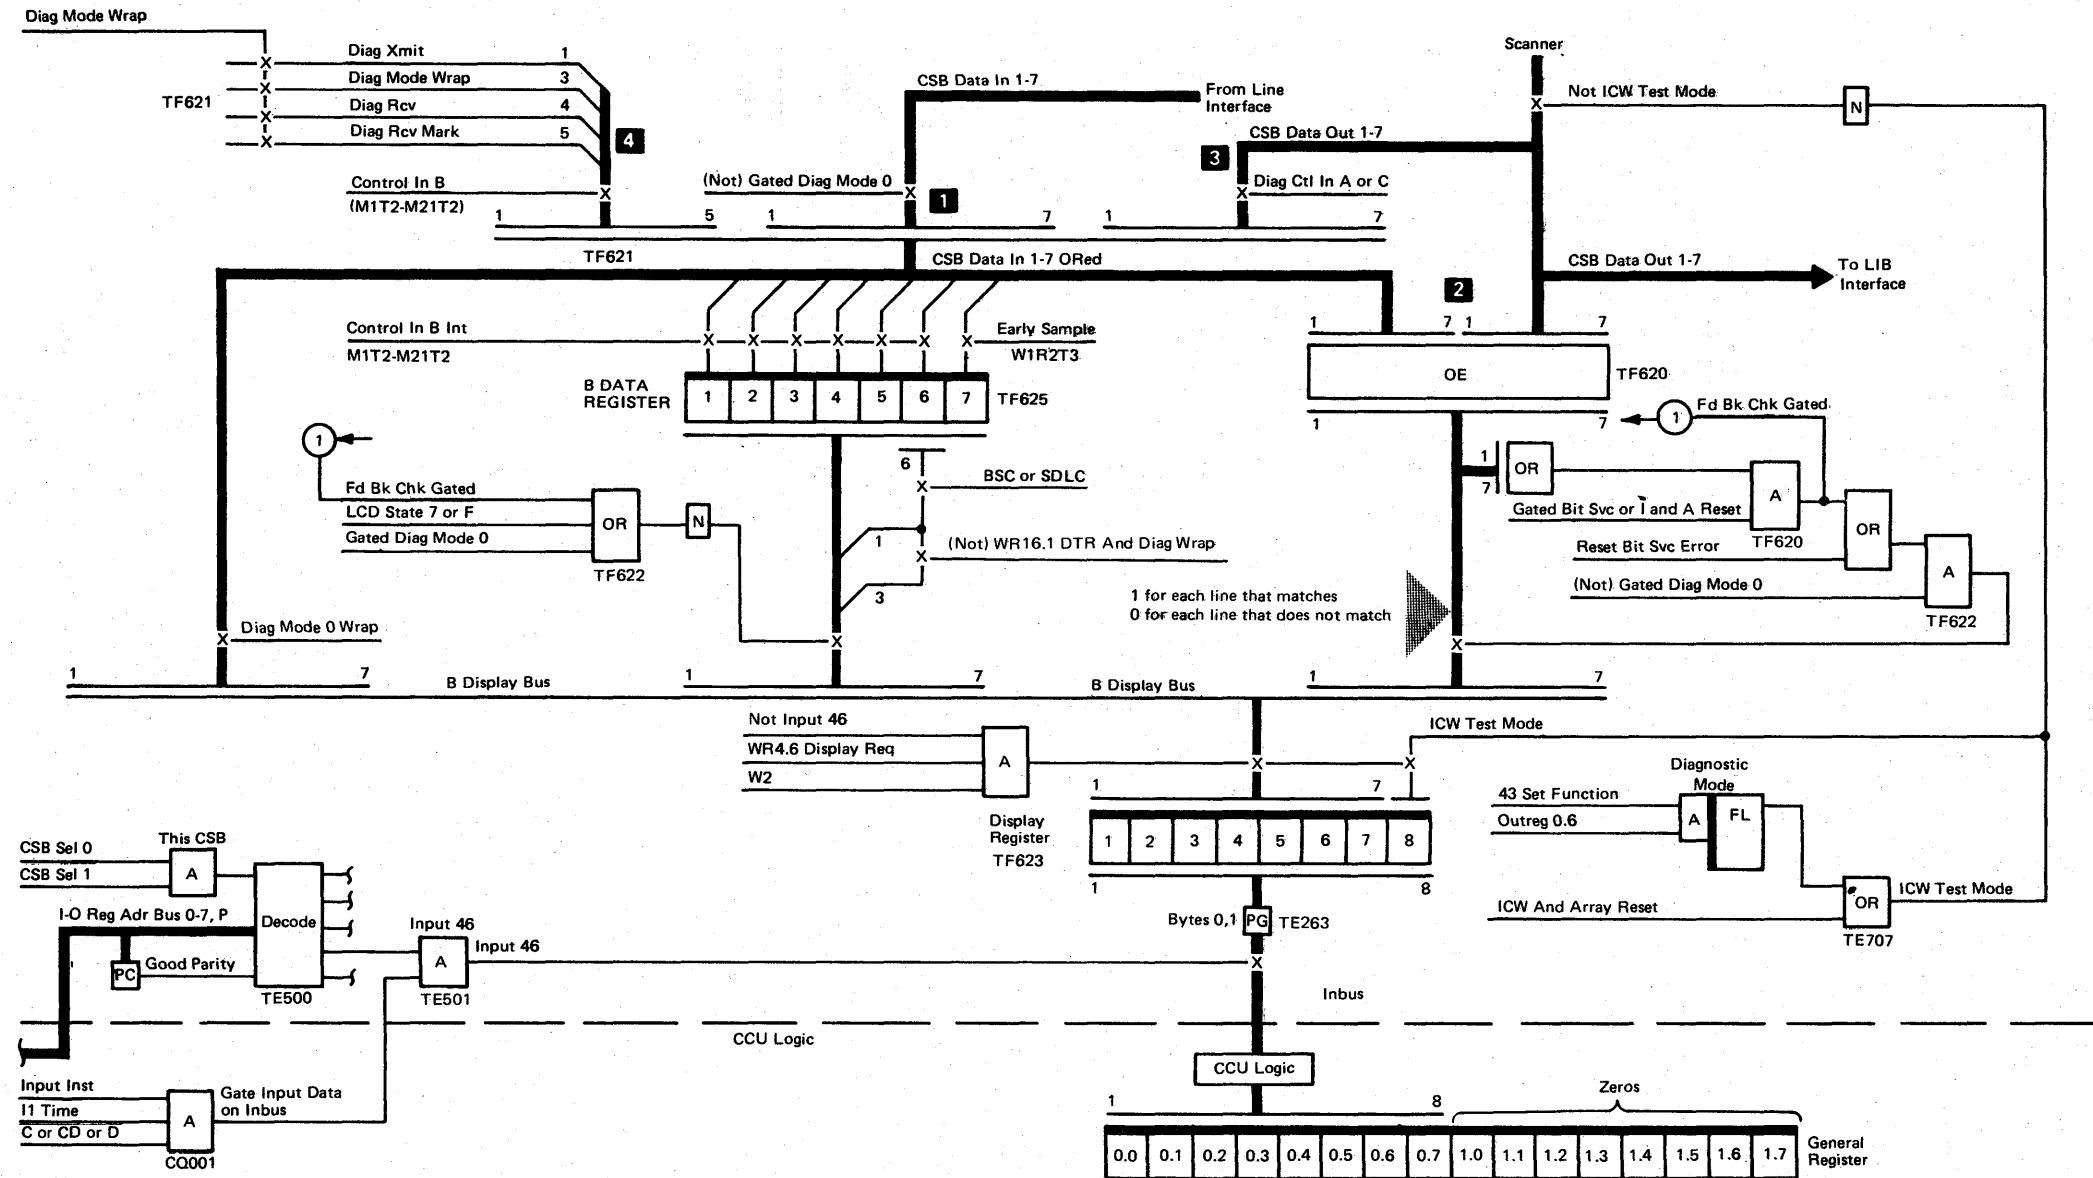 Diag Mode Wrap
Diag Xmit 1
Diag Mode Wrap 3
Diag Rcv 4
Diag Rcv Mark 5
TF621
4
Control In B
(M1T2-M21T2)
1 5
TF621
CSB Data In 1-7
From Line
Interface
(Not) Gated Diag Mode 0
1
1 7
Scanner
Not ICW Test Mode
N
CSB Data Out 1-7
3
Diag Ctl In A or C
1 7
CSB Data In 1-7 ORed
CSB Data Out 1-7
To LIB
Interface
2
1 7 1 7
OE
TF620
1 7
Control In B Int
M1T2-M21T2
Early Sample
W1R2T3
B DATA
REGISTER
1 2 3 4 5 6 7
TF625
1
Fd Bk Chk Gated
LCD State 7 or F
Gated Diag Mode 0
OR
TF622
N
6
BSC or SDLC
1
(Not) WR16.1 DTR And Diag Wrap
3
1
Fd Bk Chk Gated
1
7
OR
Gated Bit Svc or I and A Reset
A
TF620
Reset Bit Svc Error
OR
(Not) Gated Diag Mode 0
A
TF622
1 for each line that matches
0 for each line that does not match
Diag Mode 0 Wrap
1 7
B Display Bus
1 7
B Display Bus
1 7
Not Input 46
WR4.6 Display Req
W2
A
ICW Test Mode
1 7
Display
Register
TF623
1 2 3 4 5 6 7 8
1 8
Bytes 0,1
PG
TE263
Diagnostic
Mode
43 Set Function
Outreg 0.6
A
FL
ICW And Array Reset
OR
ICW Test Mode
TE707
This CSB
CSB Sel 0
CSB Sel 1
A
I-O Reg Adr Bus 0-7, P
Decode
PC
Good Parity
TE500
Input 46
A
Input 46
TE501
Inbus
CCU Logic
Input Inst
I1 Time
C or CD or D
A
Gate Input Data
on Inbus
CQ001
CCU Logic
1 8
Zeros
0.0 0.1 0.2 0.3 0.4 0.5 0.6 0.7 1.0 1.1 1.2 1.3 1.4 1.5 1.6 1.7
General
Register